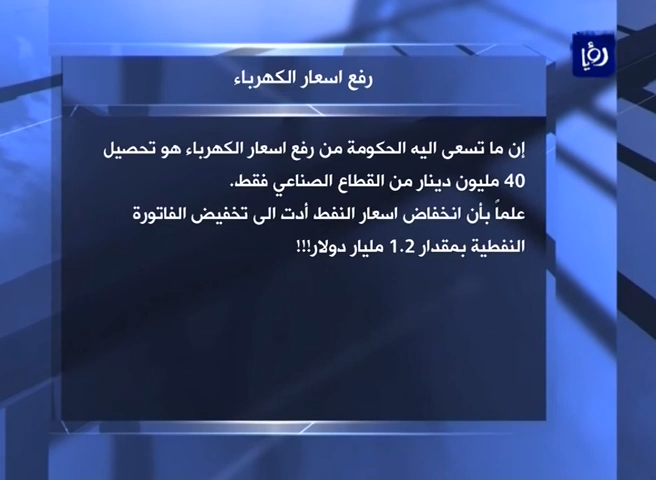 رؤيا
رفع اسعار الكهرباء
إن ما تسعى اليه الحكومة من رفع اسعار الكهرباء هو تحصيل
40 مليون دينار من القطاع الصناعي فقط.
علماً بأن انخفاض اسعار النفط أدت الى تخفيض الفاتورة
النفطية بمقدار 1.2 مليار دولار!!!